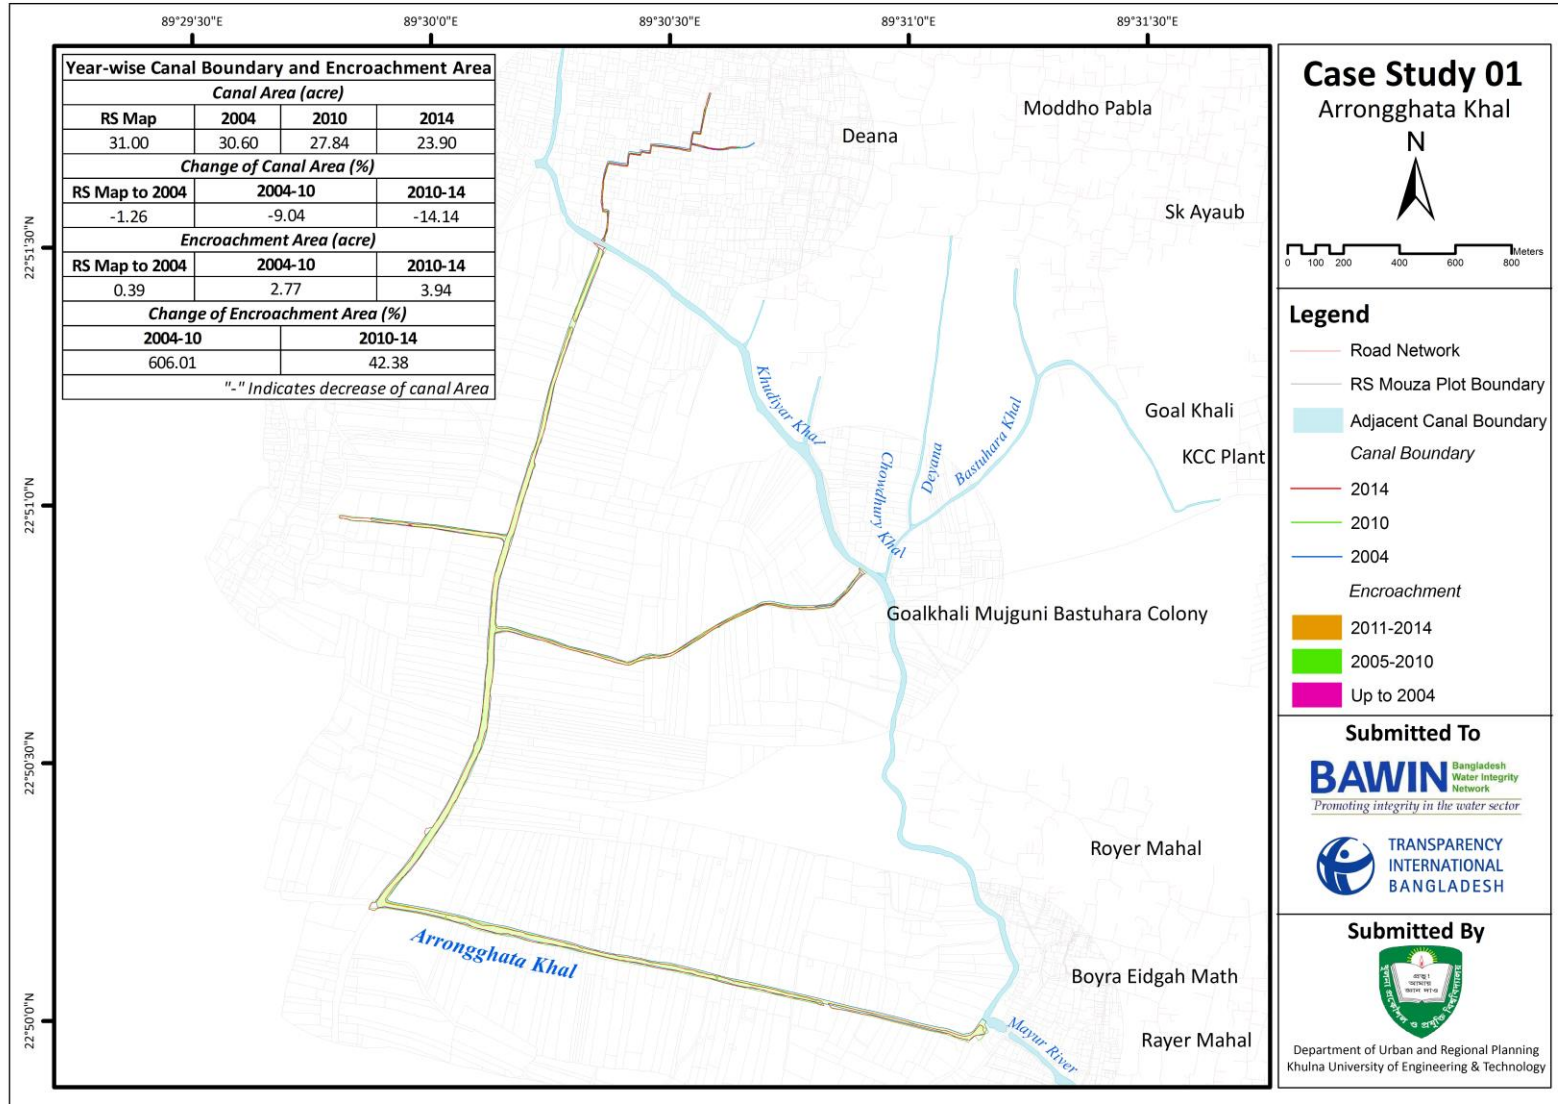 89°29'30"E 89°30'0"E 89°30'30"E 89°31'0"E 89°31'30"E
22°51'30"N
22°51'0"N
22°50'30"N
22°50'0"N
Year-wise Canal Boundary and Encroachment Area
Canal Area (acre)
RS Map 2004 2010 2014
31.00 30.60 27.84 23.90
Change of Canal Area (%)
RS Map to 2004 2004-10 2010-14
-1.26 -9.04 -14.14
Encroachment Area (acre)
RS Map to 2004 2004-10 2010-14
0.39 2.77 3.94
Change of Encroachment Area (%)
2004-10 2010-14
606.01 42.38
"-" Indicates decrease of canal Area
Moddho Pabla
Deana
Sk Ayaub
Goal Khali
KCC Plant
Khudiyar Khal
Chowdhury Khal
Deyana
Bastuhara Khal
Goalkhali Mujguni Bastuhara Colony
Royer Mahal
Arrongghata Khal
Boyra Eidgah Math
Mayur River
Rayer Mahal
Case Study 01
Arrongghata Khal
N
Meters
0 100 200 400 600 800
Legend
Road Network
RS Mouza Plot Boundary
Adjacent Canal Boundary
Canal Boundary
2014
2010
2004
Encroachment
2011-2014
2005-2010
Up to 2004
Submitted To
BAWIN Bangladesh
Water Integrity
Network
Promoting integrity in the water sector
TRANSPARENCY
INTERNATIONAL
BANGLADESH
Submitted By
প্রভু!
আমায়
জ্ঞান দাও
খুলনা প্রকৌশল ও প্রযুক্তি বিশ্ববিদ্যালয়
Department of Urban and Regional Planning
Khulna University of Engineering & Technology